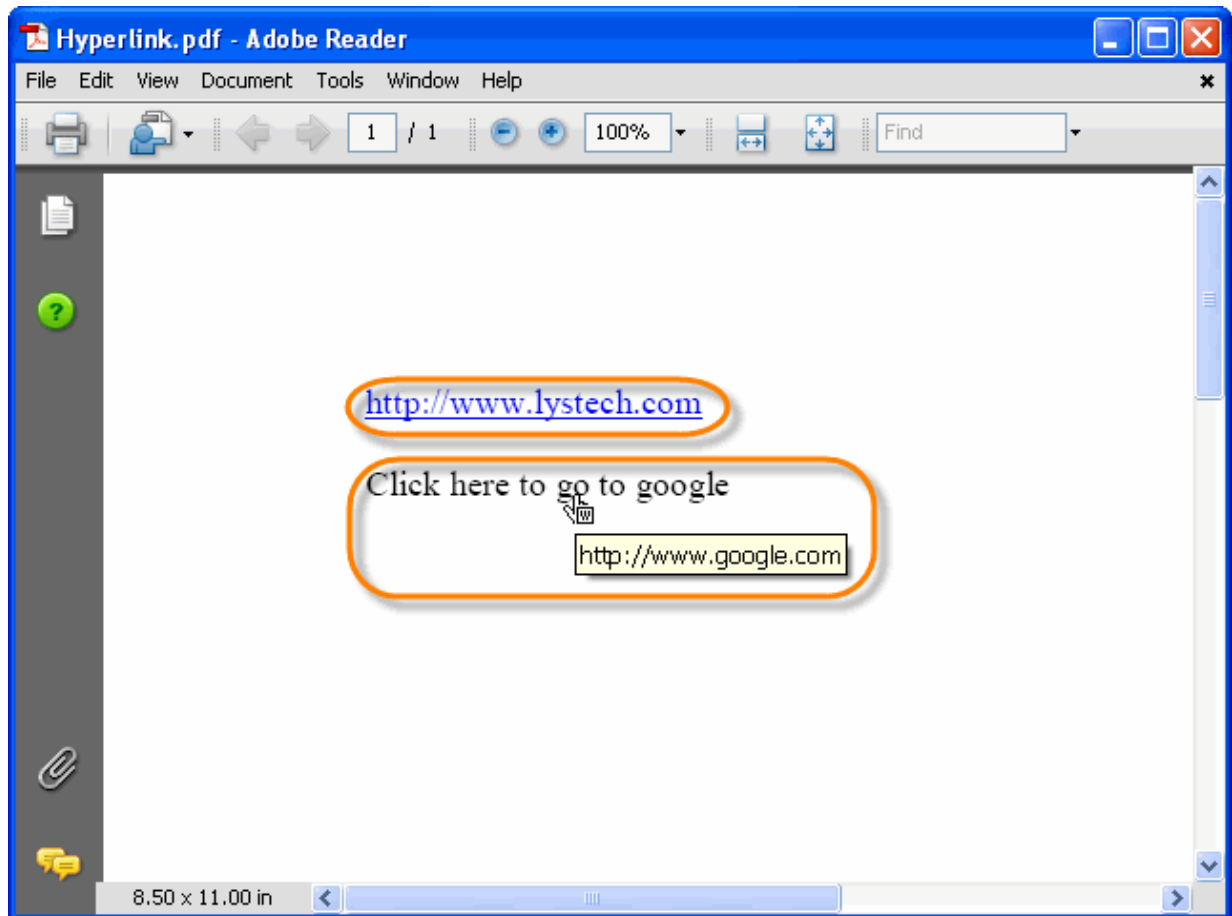 Hyperlink.pdf - Adobe Reader
File Edit View Document Tools Window Help
1 / 1 100% Find
http://www.lystech.com
Click here to go to google
http://www.google.com
8.50 x 11.00 in